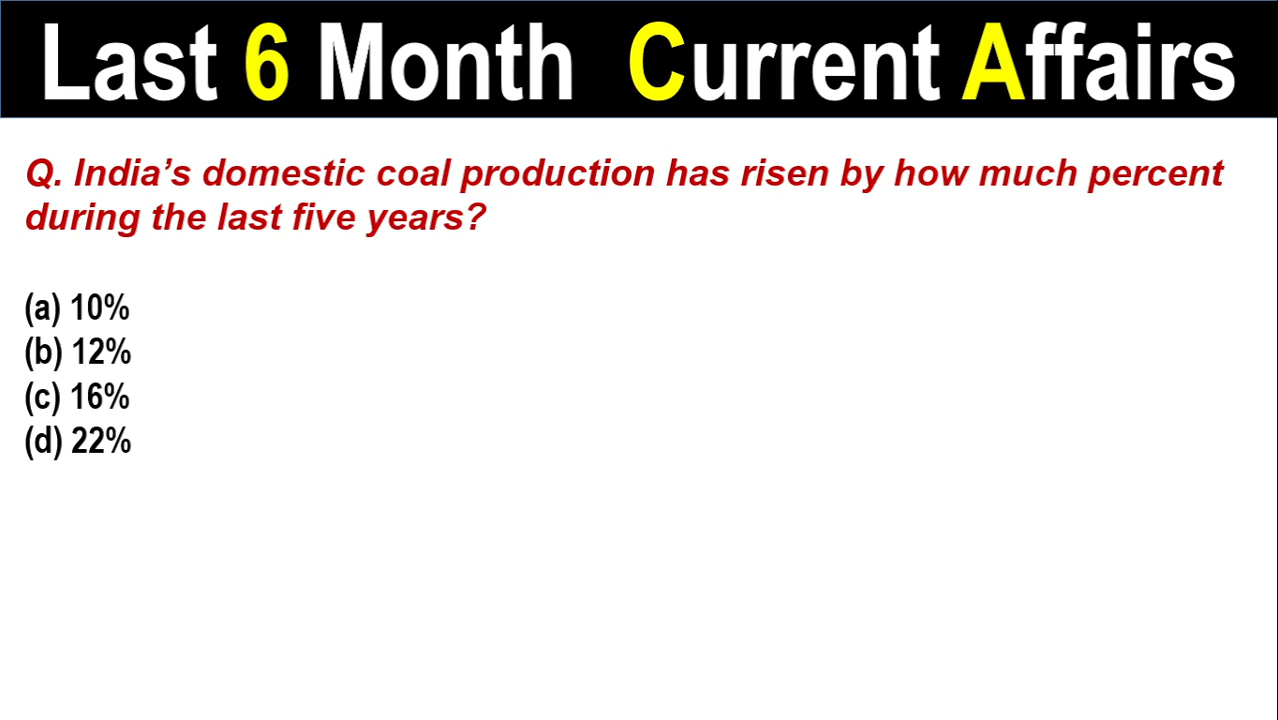 Last 6 Month Current Affairs
Q. India’s domestic coal production has risen by how much percent
during the last five years?
(a) 10%
(b) 12%
(c) 16%
(d) 22%